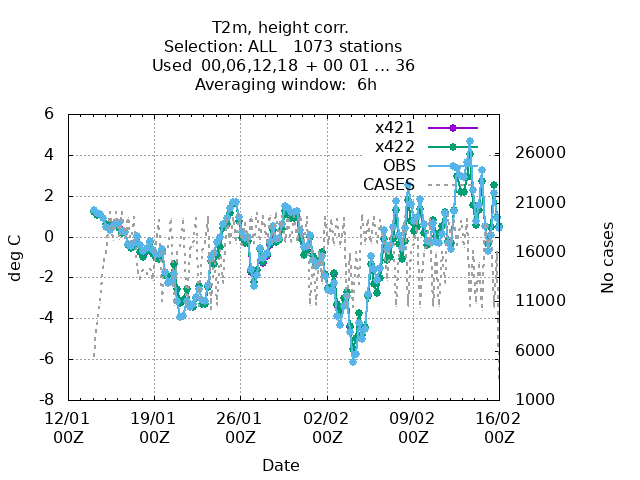 T2m, height corr.
Selection: ALL   1073 stations
Used  00,06,12,18  + 00 01 ... 36
Averaging window:  6h
x421
x422
OBS
CASES
6
4
2
0
-2
-4
-6
-8
26000
21000
16000
11000
6000
1000
deg C
No cases
12/01 19/01 26/01 02/02 09/02 16/02
00Z 00Z 00Z 00Z 00Z 00Z
Date